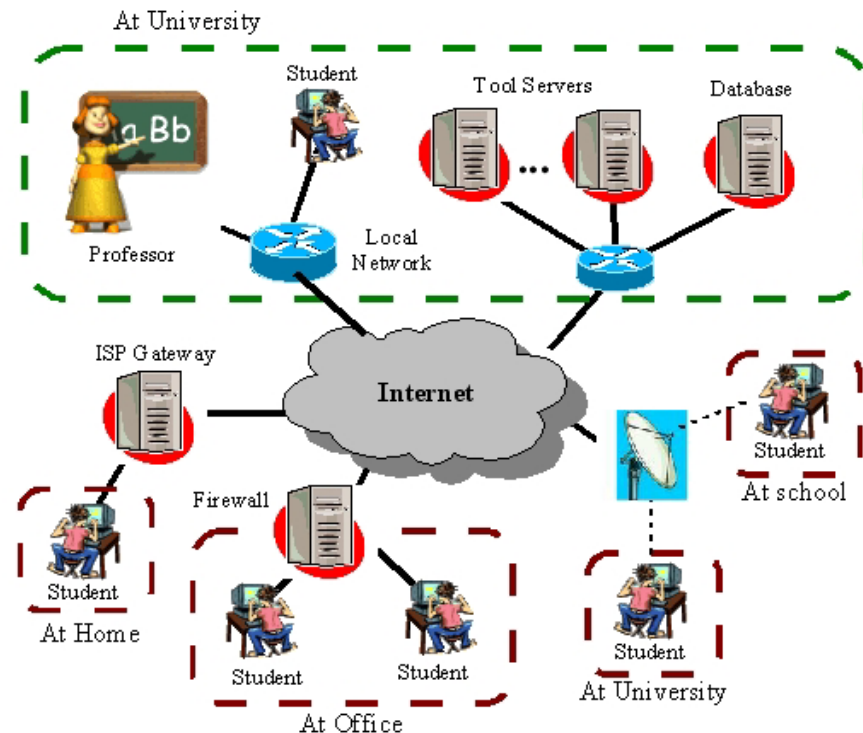 At University
Student
Tool Servers
Database
a Bb
...
Professor
Local
Network
ISP Gateway
Internet
Student
At school
Firewall
Student
At Home
Student
Student
At Office
Student
At University